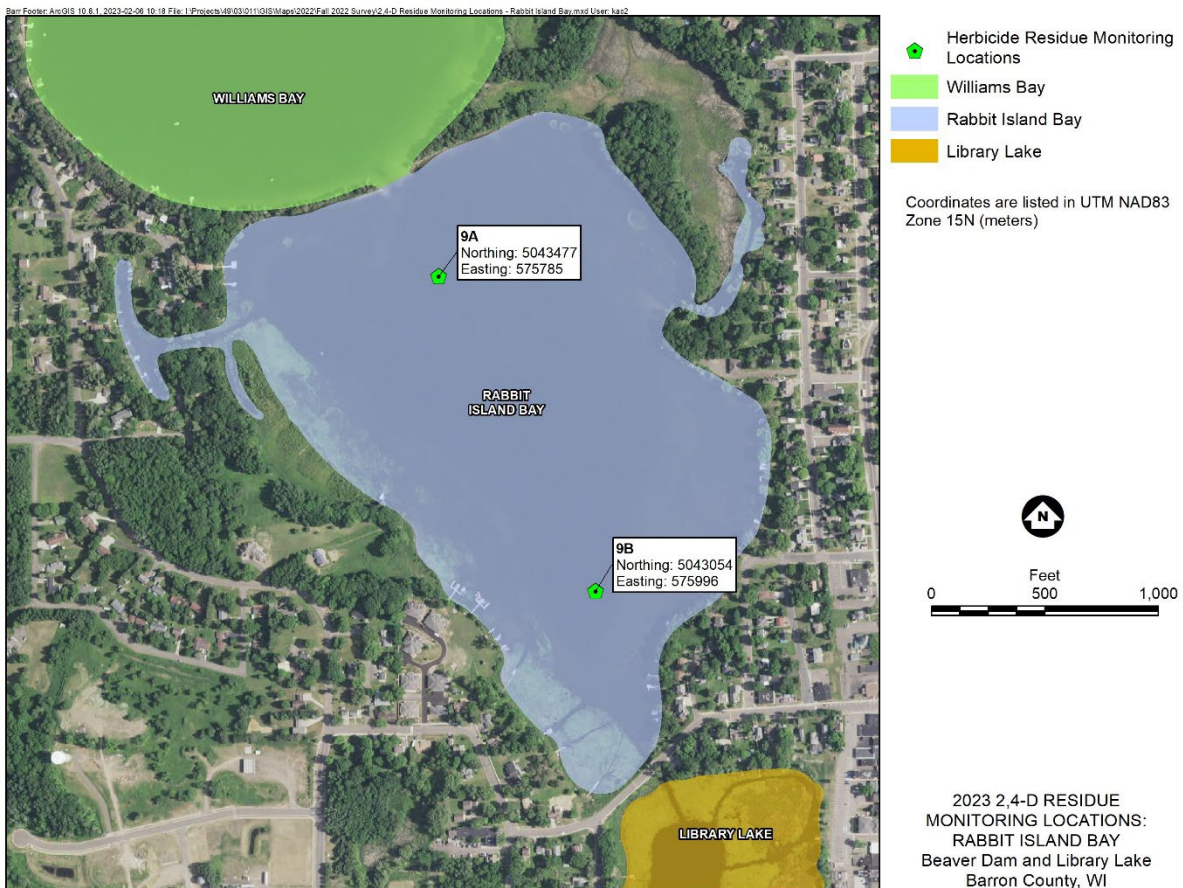 Barr Footer: ArcGIS 10.8.1, 2023-02-06 10:18 File: I:\Projects\49\03\011\GIS\Maps\2022\Fall 2022 Survey\2,4-D Residue Monitoring Locations - Rabbit Island Bay.mxd User: kac2
WILLIAMS BAY
9A
Northing: 5043477
Easting: 575785
RABBIT
ISLAND BAY
9B
Northing: 5043054
Easting: 575996
LIBRARY LAKE
Herbicide Residue Monitoring
Locations
Williams Bay
Rabbit Island Bay
Library Lake
Coordinates are listed in UTM NAD83
Zone 15N (meters)
N
Feet
0 500 1,000
2023 2,4-D RESIDUE
MONITORING LOCATIONS:
RABBIT ISLAND BAY
Beaver Dam and Library Lake
Barron County, WI